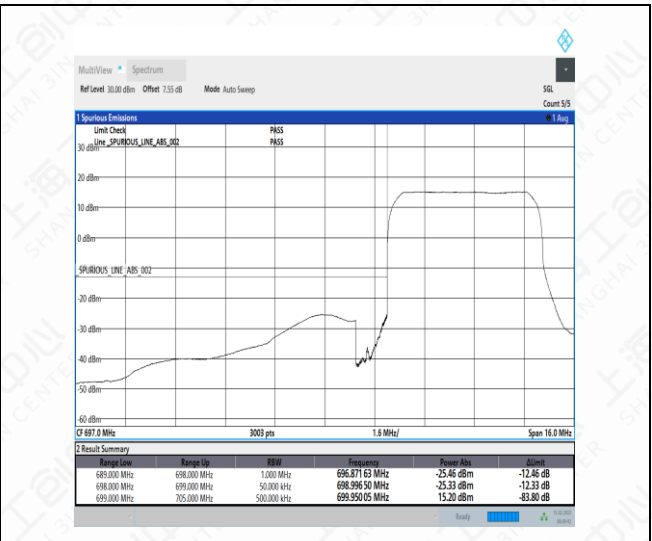 MultiView Spectrum
Ref Level 30.00 dBm Offset 7.55 dB Mode Auto Sweep SGL
Count 5/5
1 Spurious Emissions 1 Avg
Limit Check PASS
Line _SPURIOUS_LINE_ABS_002 PASS
30 dBm
20 dBm
10 dBm
0 dBm
SPURIOUS_LINE_ABS_002
-20 dBm
-30 dBm
-40 dBm
-50 dBm
-60 dBm
CF 697.0 MHz 3003 pts 1.6 MHz/ Span 16.0 MHz
2 Result Summary
Range Low Range Up RBW Frequency Power Abs ΔLimit
689.000 MHz 698.000 MHz 1.000 MHz 696.871 63 MHz -25.46 dBm -12.46 dB
698.000 MHz 699.000 MHz 50.000 kHz 698.996 50 MHz -25.33 dBm -12.33 dB
699.000 MHz 705.000 MHz 500.000 kHz 699.950 05 MHz 15.20 dBm -83.80 dB
Ready